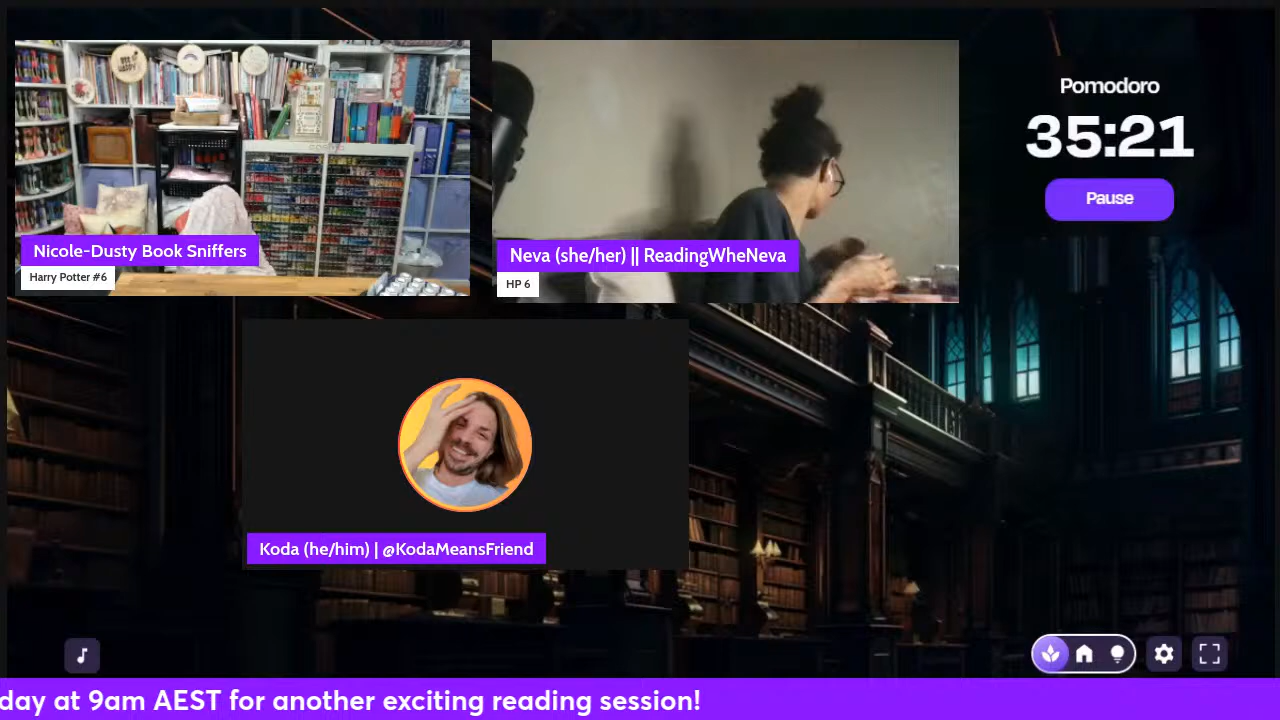 Pomodoro
35:21
Pause
Nicole-Dusty Book Sniffers
Harry Potter #6
Neva (she/her) || ReadingWheNeva
HP 6
Koda (he/him) | @KodaMeansFriend
day at 9am AEST for another exciting reading session!